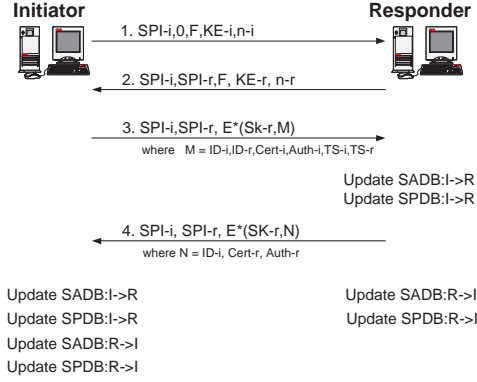 Initiator
Responder
1. SPI-i,0,F,KE-i,n-i
2. SPI-i,SPI-r,F, KE-r, n-r
3. SPI-i,SPI-r, E*(Sk-r,M)
where M = ID-i,ID-r,Cert-i,Auth-i,TS-i,TS-r
Update SADB:I->R
Update SPDB:I->R
4. SPI-i, SPI-r, E*(SK-r,N)
where N = ID-i, Cert-r, Auth-r
Update SADB:I->R
Update SPDB:I->R
Update SADB:R->I
Update SPDB:R->I
Update SADB:R->I
Update SPDB:R->I